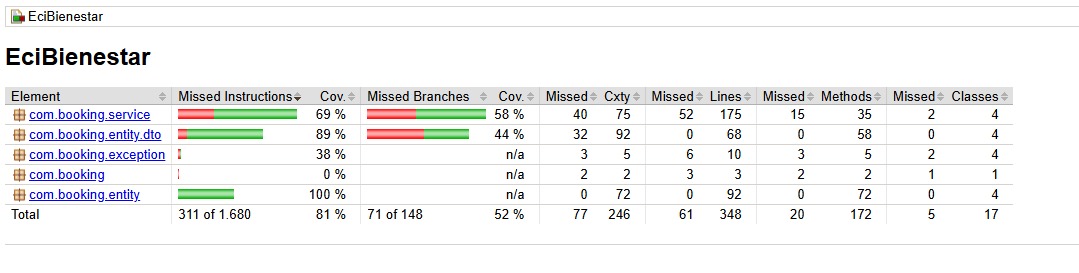 EciBienestar
EciBienestar
Element Missed Instructions Cov. Missed Branches Cov. Missed Cxty Missed Lines Missed Methods Missed Classes
com.booking.service 69 % 58 % 40 75 52 175 15 35 2 4
com.booking.entity.dto 89 % 44 % 32 92 0 68 0 58 0 4
com.booking.exception 38 % n/a 3 5 6 10 3 5 2 4
com.booking 0 % n/a 2 2 3 3 2 2 1 1
com.booking.entity 100 % n/a 0 72 0 92 0 72 0 4
Total 311 of 1.680 81 % 71 of 148 52 % 77 246 61 348 20 172 5 17